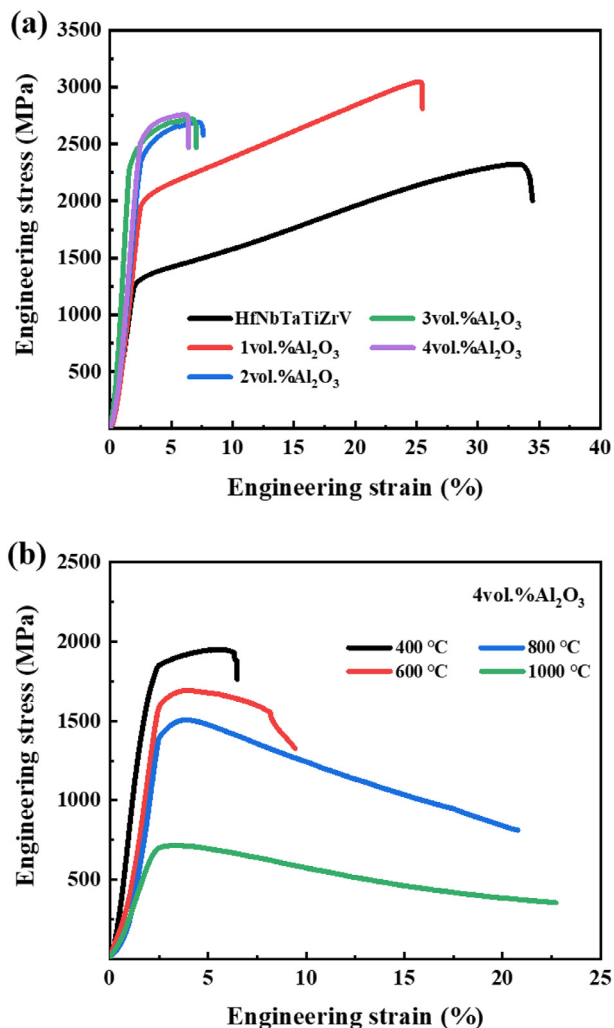 (a)
Engineering stress (MPa)
3500
3000
2500
2000
1500
1000
500
0
HfNbTaTiZrV
3vol.%Al₂O₃
1vol.%Al₂O₃
4vol.%Al₂O₃
2vol.%Al₂O₃
0 5 10 15 20 25 30 35 40
Engineering strain (%)
(b)
Engineering stress (MPa)
2500
2000
1500
1000
500
4vol.%Al₂O₃
400 °C
800 °C
600 °C
1000 °C
0 5 10 15 20 25
Engineering strain (%)